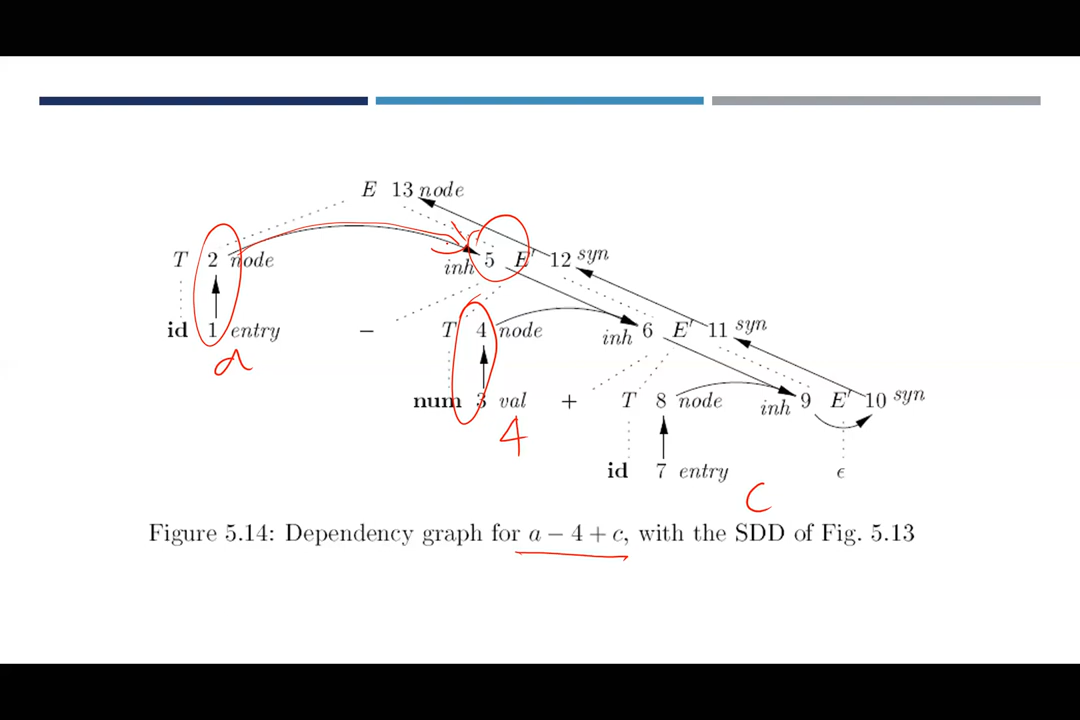 E 13 node
T 2 node
inh 5 E' 12 syn
id 1 entry
a
−
T 4 node
inh 6 E' 11 syn
num 3 val
4
+
T 8 node
inh 9 E' 10 syn
id 7 entry
c
ϵ
Figure 5.14: Dependency graph for a − 4 + c, with the SDD of Fig. 5.13